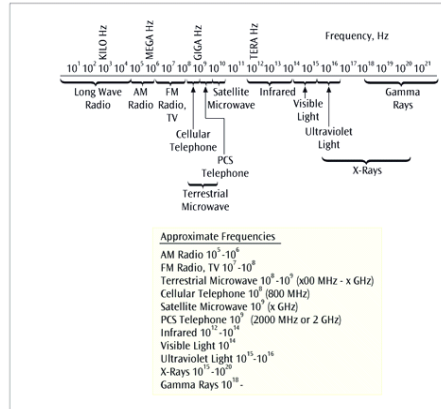 KILO Hz MEGA Hz GIGA Hz TERA Hz Frequency, Hz
10¹ 10² 10³ 10⁴ 10⁵ 10⁶ 10⁷ 10⁸ 10⁹ 10¹⁰ 10¹¹ 10¹² 10¹³ 10¹⁴ 10¹⁵ 10¹⁶ 10¹⁷ 10¹⁸ 10¹⁹ 10²⁰ 10²¹
Long Wave Radio
AM Radio
FM Radio, TV
Satellite Microwave
Infrared
Visible Light
Gamma Rays
Cellular Telephone
Ultraviolet Light
PCS Telephone
X-Rays
Terrestrial Microwave
Approximate Frequencies
AM Radio 10⁵-10⁶
FM Radio, TV 10⁷-10⁸
Terrestrial Microwave 10⁸-10⁹ (x00 MHz - x GHz)
Cellular Telephone 10⁸ (800 MHz)
Satellite Microwave 10⁹ (x GHz)
PCS Telephone 10⁹ (2000 MHz or 2 GHz)
Infrared 10¹²-10¹⁴
Visible Light 10¹⁴
Ultraviolet Light 10¹⁵-10¹⁶
X-Rays 10¹⁵-10²⁰
Gamma Rays 10¹⁸-